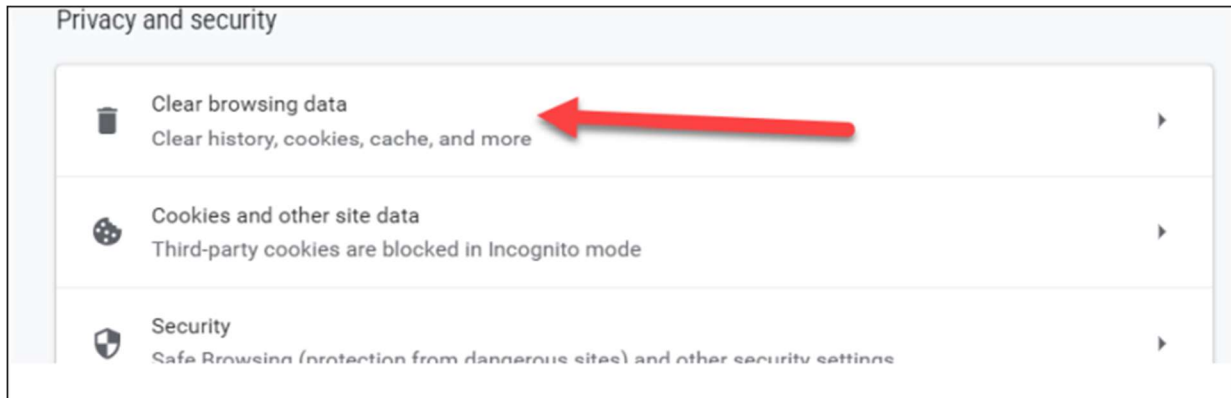 Privacy and security
Clear browsing data
Clear history, cookies, cache, and more
Cookies and other site data
Third-party cookies are blocked in Incognito mode
Security
Safe Browsing (protection from dangerous sites) and other security settings